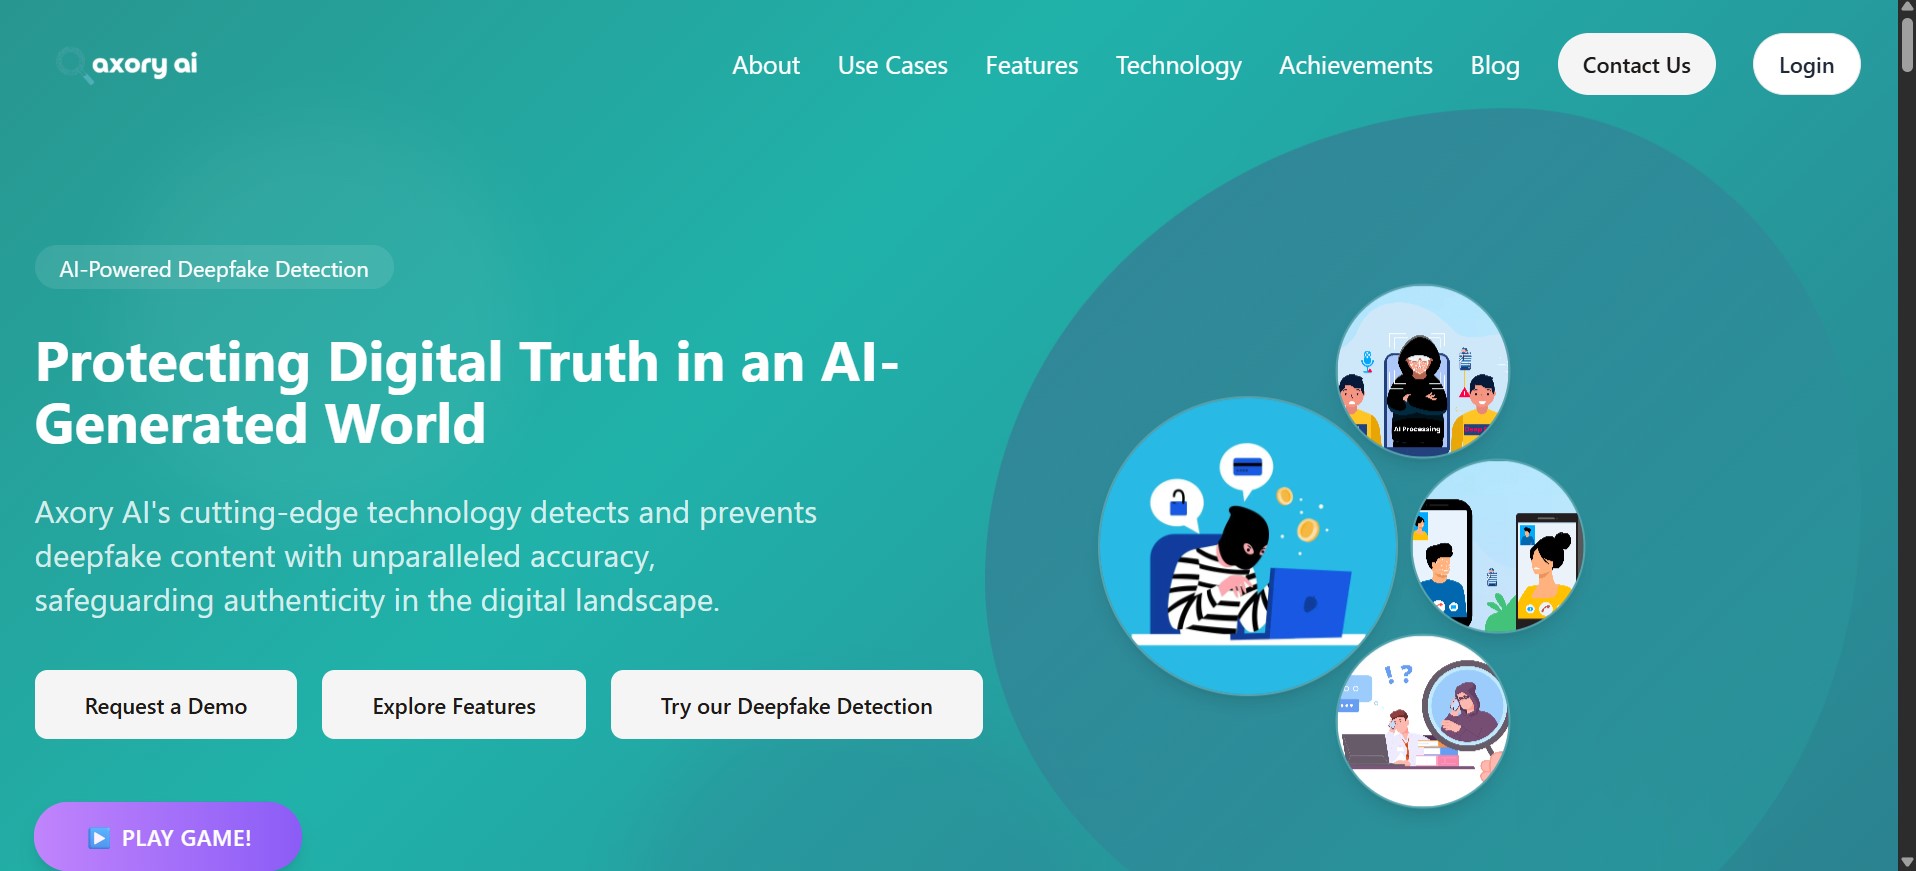 axory ai
About Use Cases Features Technology Achievements Blog Contact Us Login
AI-Powered Deepfake Detection
Protecting Digital Truth in an AI-
Generated World
Axory AI's cutting-edge technology detects and prevents
deepfake content with unparalleled accuracy,
safeguarding authenticity in the digital landscape.
Request a Demo Explore Features Try our Deepfake Detection
PLAY GAME!
AI Processing
! ?